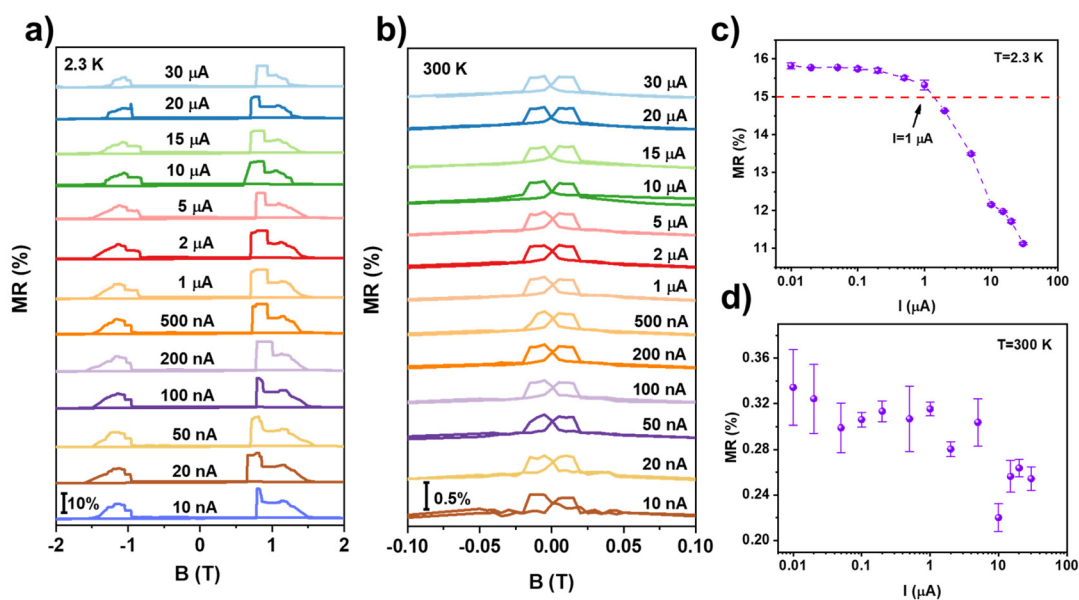 a)
2.3 K
30 μA
20 μA
15 μA
10 μA
5 μA
2 μA
1 μA
500 nA
200 nA
100 nA
50 nA
20 nA
10 nA
10%
MR (%)
-2 -1 0 1 2
B (T)
b)
300 K
30 μA
20 μA
15 μA
10 μA
5 μA
2 μA
1 μA
500 nA
200 nA
100 nA
50 nA
20 nA
10 nA
0.5%
MR (%)
-0.10 -0.05 0.00 0.05 0.10
B (T)
c)
T=2.3 K
16
15
14
13
12
11
I=1 μA
MR (%)
0.01 0.1 1 10 100
I (μA)
d)
T=300 K
0.36
0.32
0.28
0.24
0.20
MR (%)
0.01 0.1 1 10 100
I (μA)